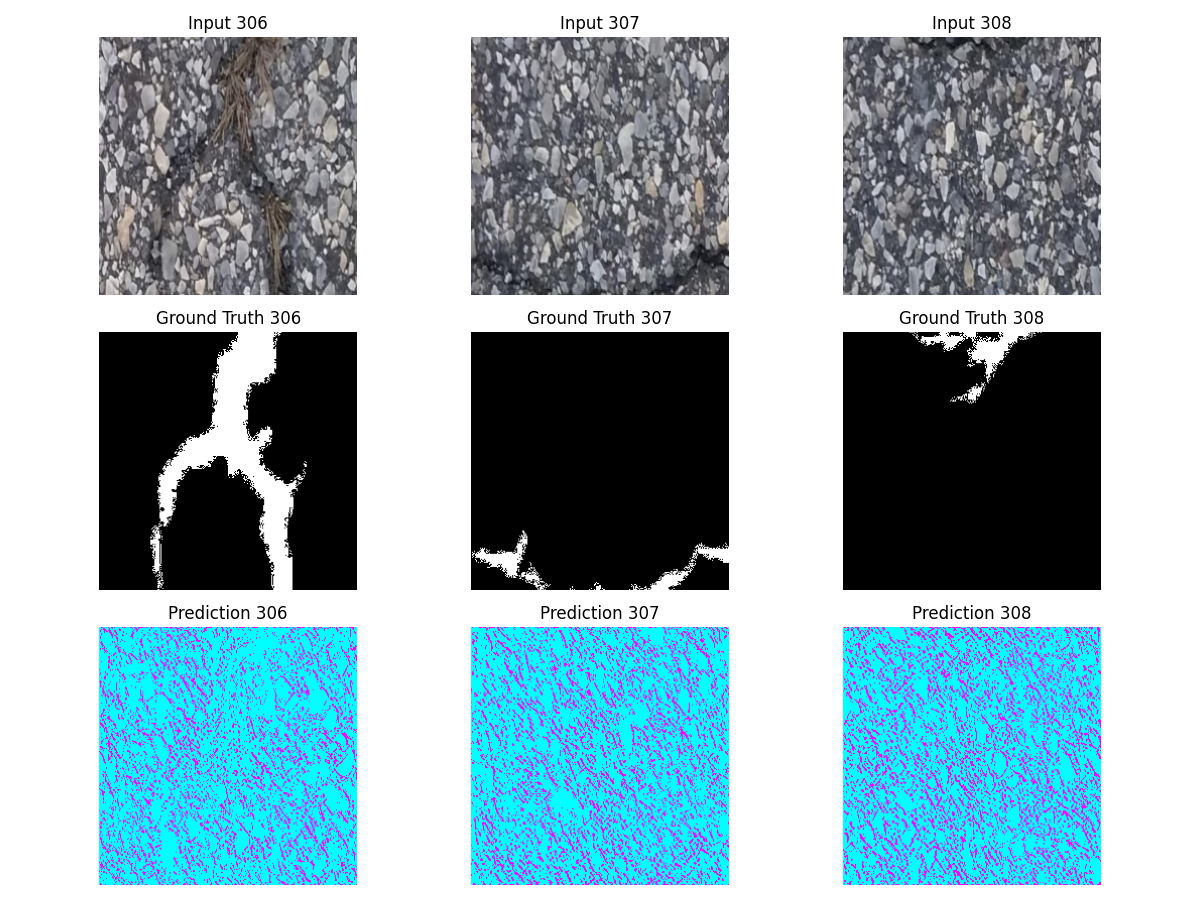 Input 306
Input 307
Input 308
Ground Truth 306
Ground Truth 307
Ground Truth 308
Prediction 306
Prediction 307
Prediction 308